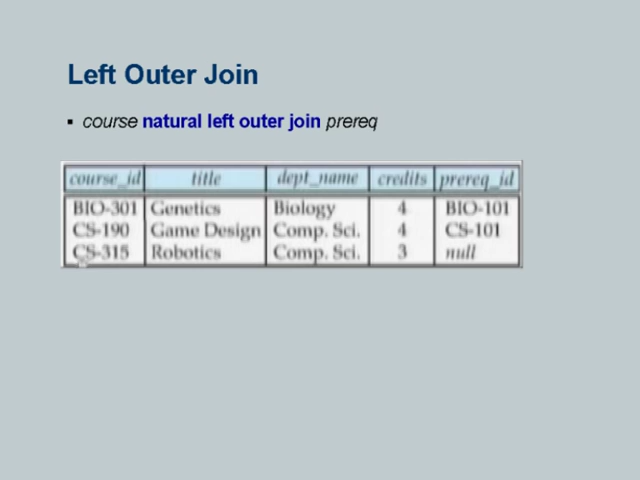 Left Outer Join
▪ course natural left outer join prereq
course_id title dept_name credits prereq_id
BIO-301 Genetics Biology 4 BIO-101
CS-190 Game Design Comp. Sci. 4 CS-101
CS-315 Robotics Comp. Sci. 3 null